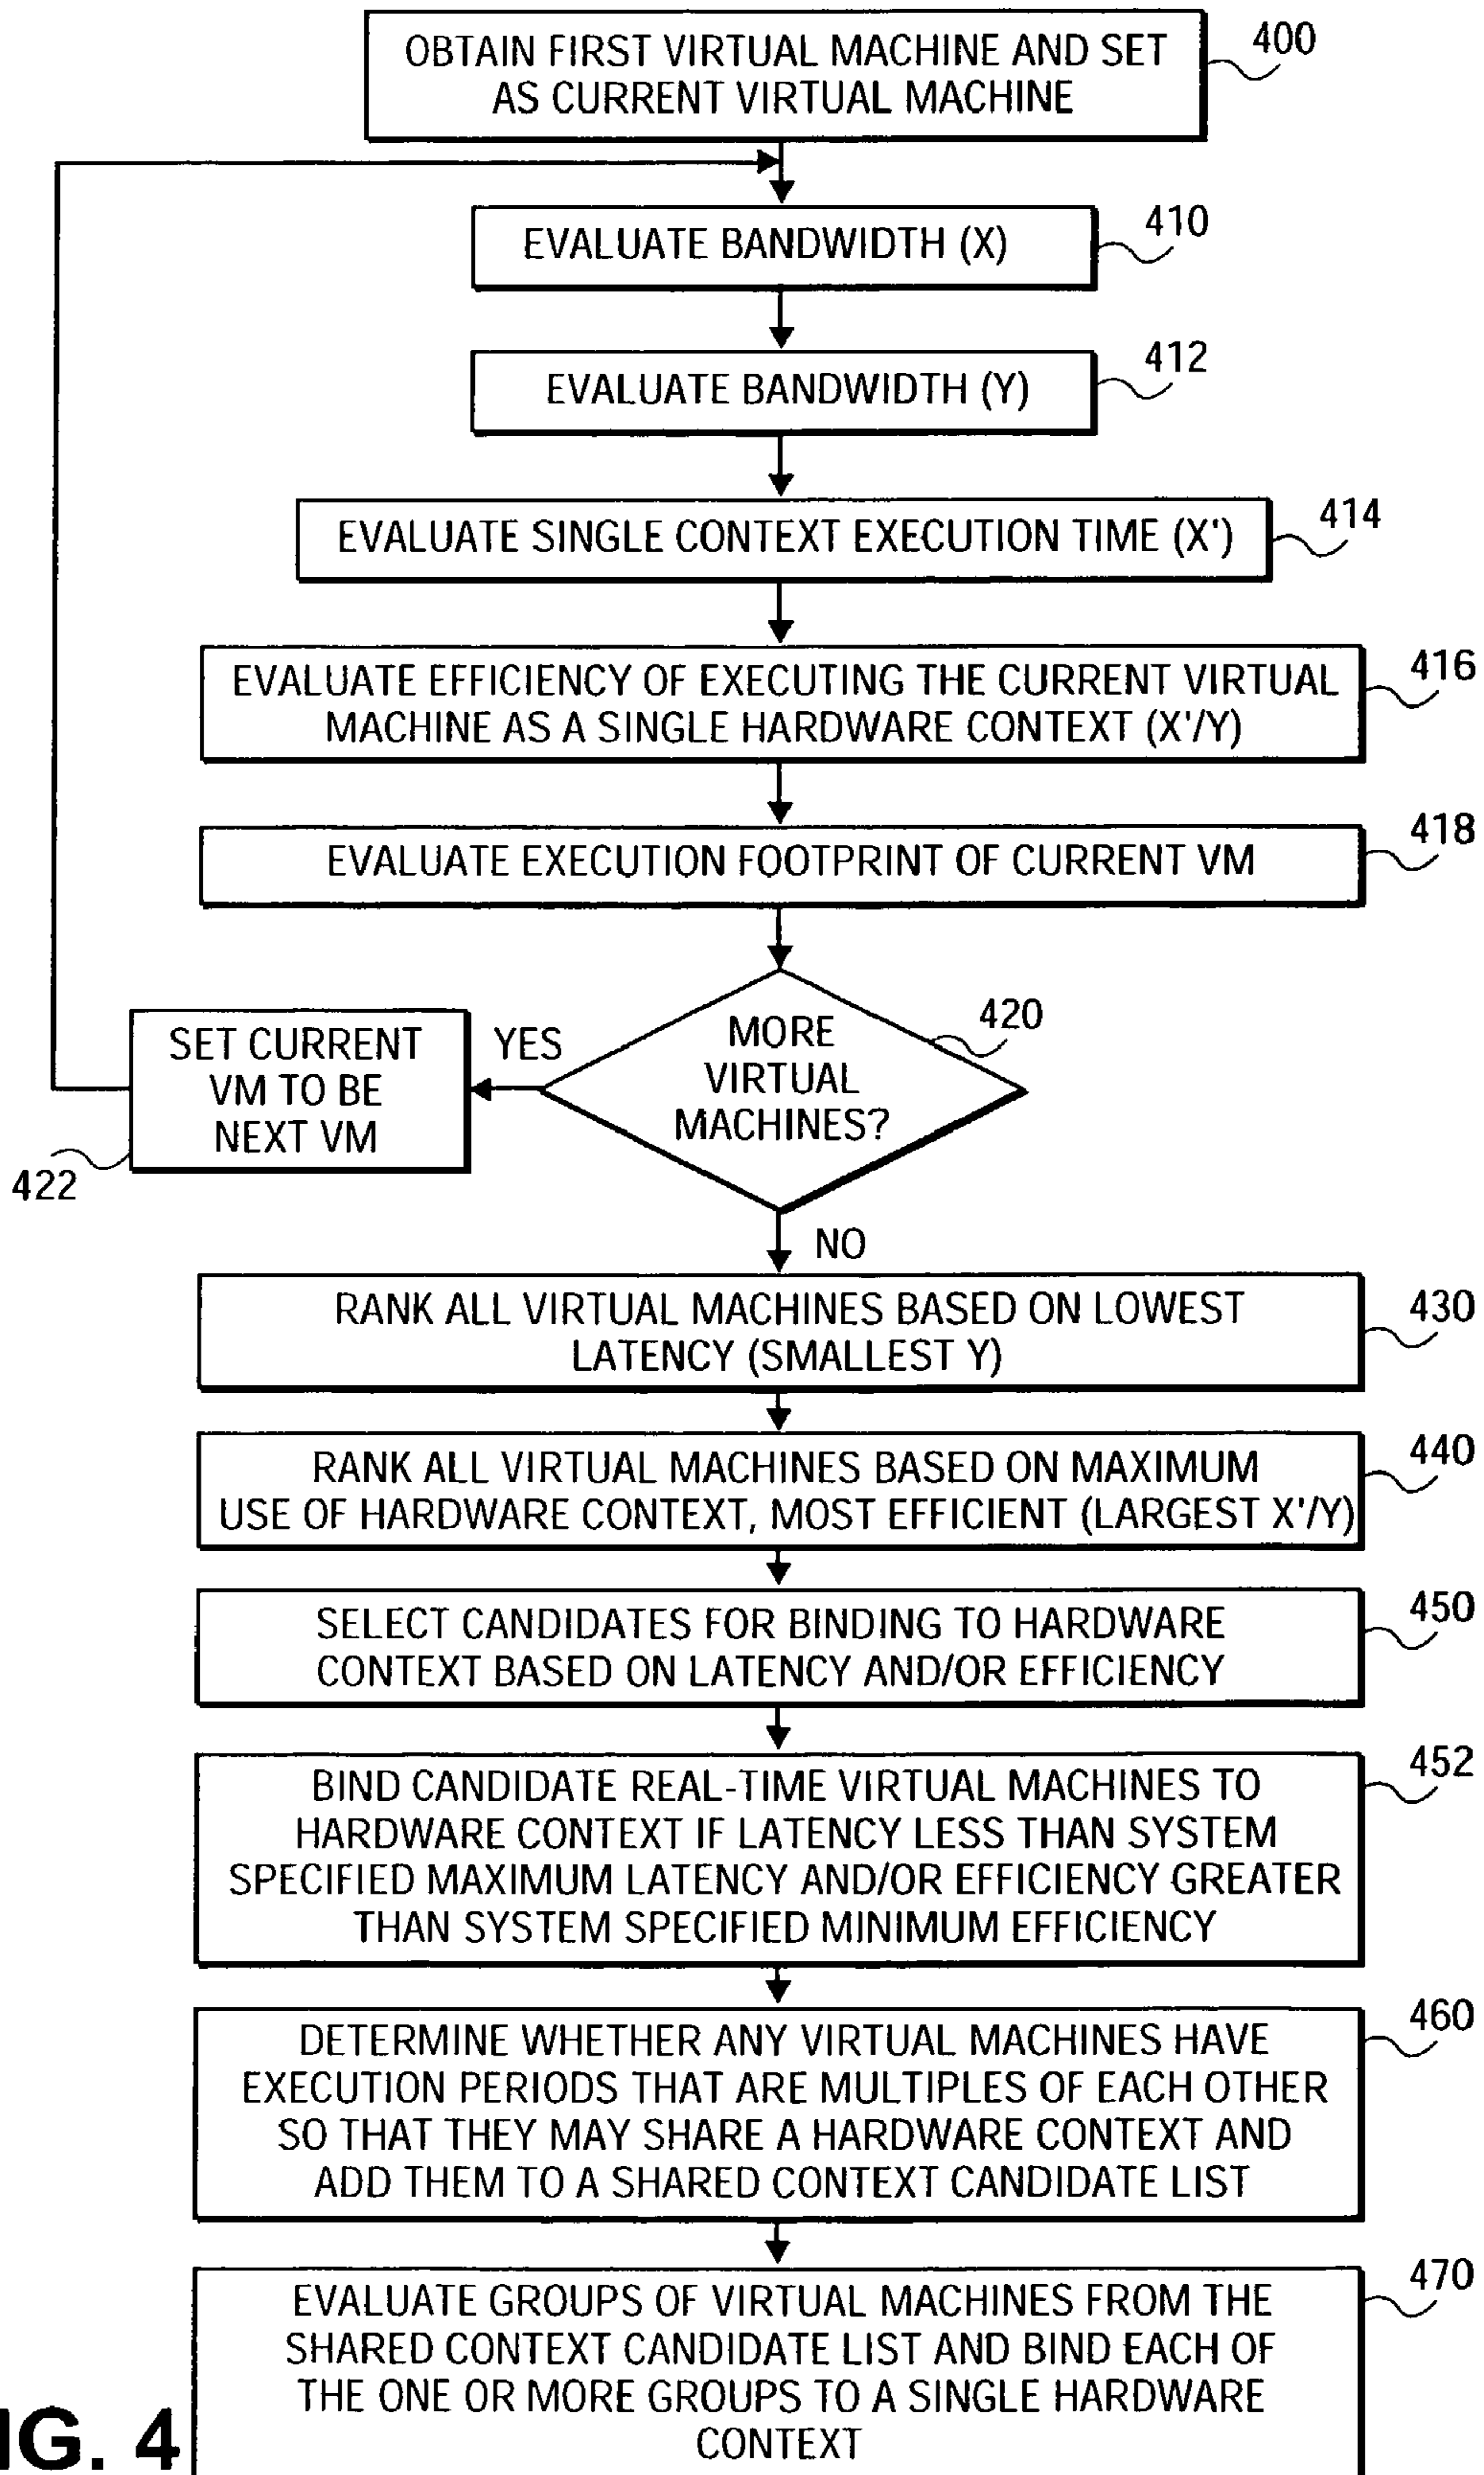 OBTAIN FIRST VIRTUAL MACHINE AND SET
AS CURRENT VIRTUAL MACHINE
400
EVALUATE BANDWIDTH (X)
410
EVALUATE BANDWIDTH (Y)
412
EVALUATE SINGLE CONTEXT EXECUTION TIME (X')
414
EVALUATE EFFICIENCY OF EXECUTING THE CURRENT VIRTUAL
MACHINE AS A SINGLE HARDWARE CONTEXT (X'/Y)
416
EVALUATE EXECUTION FOOTPRINT OF CURRENT VM
418
MORE
VIRTUAL
MACHINES?
420
YES
SET CURRENT
VM TO BE
NEXT VM
422
NO
RANK ALL VIRTUAL MACHINES BASED ON LOWEST
LATENCY (SMALLEST Y)
430
RANK ALL VIRTUAL MACHINES BASED ON MAXIMUM
USE OF HARDWARE CONTEXT, MOST EFFICIENT (LARGEST X'/Y)
440
SELECT CANDIDATES FOR BINDING TO HARDWARE
CONTEXT BASED ON LATENCY AND/OR EFFICIENCY
450
BIND CANDIDATE REAL-TIME VIRTUAL MACHINES TO
HARDWARE CONTEXT IF LATENCY LESS THAN SYSTEM
SPECIFIED MAXIMUM LATENCY AND/OR EFFICIENCY GREATER
THAN SYSTEM SPECIFIED MINIMUM EFFICIENCY
452
DETERMINE WHETHER ANY VIRTUAL MACHINES HAVE
EXECUTION PERIODS THAT ARE MULTIPLES OF EACH OTHER
SO THAT THEY MAY SHARE A HARDWARE CONTEXT AND
ADD THEM TO A SHARED CONTEXT CANDIDATE LIST
460
EVALUATE GROUPS OF VIRTUAL MACHINES FROM THE
SHARED CONTEXT CANDIDATE LIST AND BIND EACH OF
THE ONE OR MORE GROUPS TO A SINGLE HARDWARE
CONTEXT
470
IG. 4